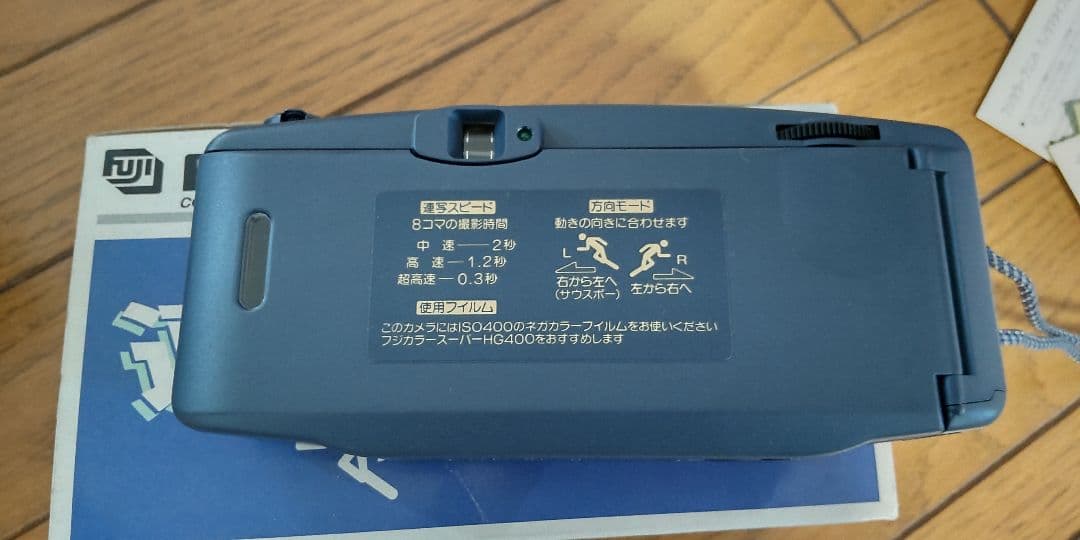 FUJI
連写スピード
8コマの撮影時間
中 速──2秒
高 速─1.2秒
超高速─0.3秒
使用フイルム
このカメラにはISO400のネガカラーフイルムをお使いください
フジカラースーパーHG400をおすすめします
方向モード
動きの向きに合わせます
L
R
右から左へ
(サウスポー)
左から右へ